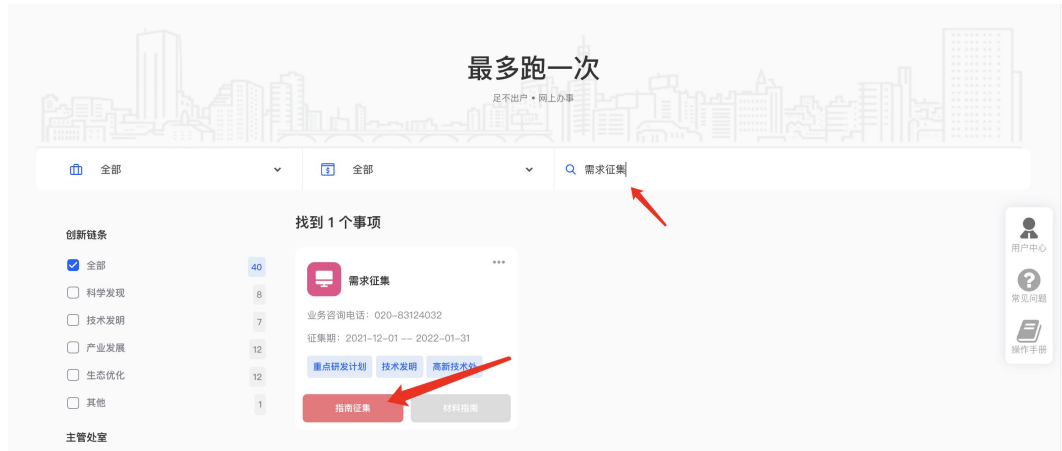 最多跑一次
足不出户 • 网上办事
全部
全部
需求征集
创新链条
全部 40
科学发现 8
技术发明 7
产业发展 12
生态优化 12
其他 1
主管处室
找到 1 个事项
需求征集
业务咨询电话：020-83124032
征集期：2021-12-01 -- 2022-01-31
重点研发计划 技术发明 高新技术处
指南征集 材料指南
用户中心
常见问题
操作手册